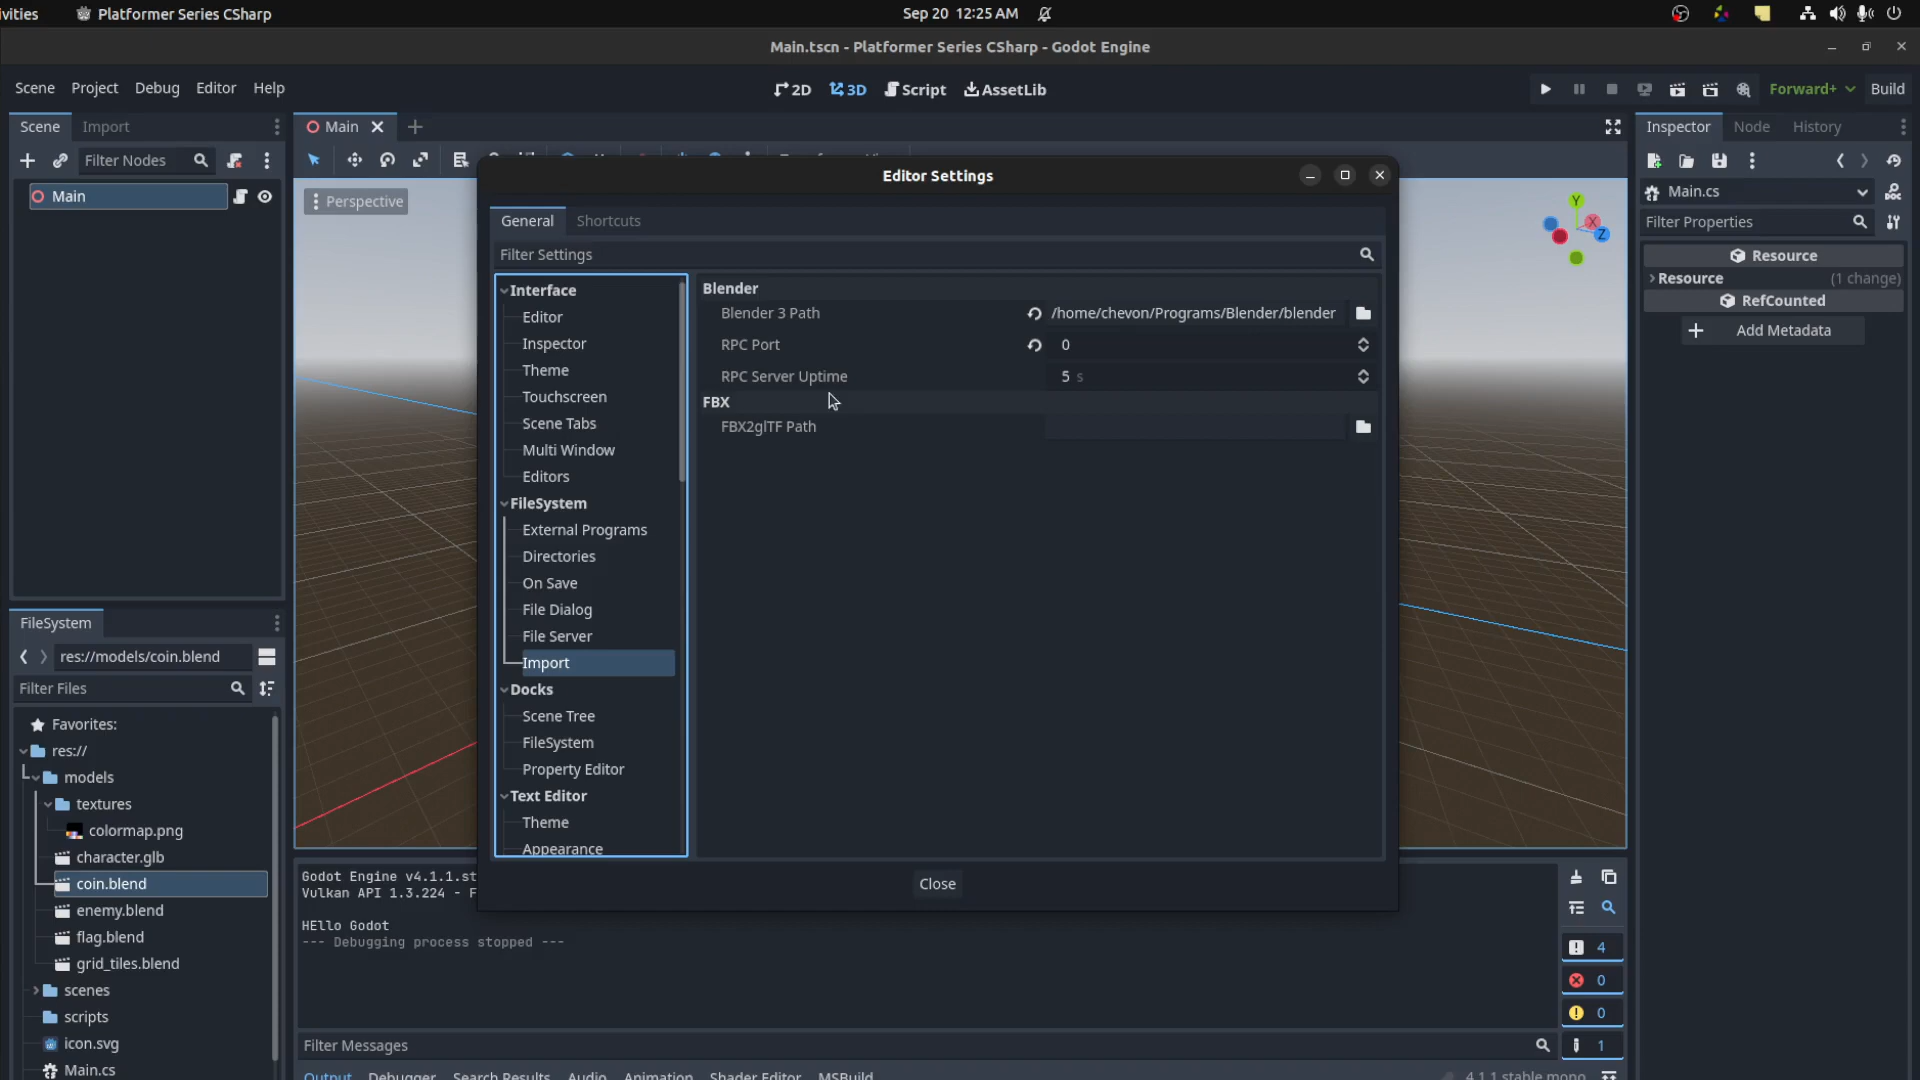 ivities
Platformer Series CSharp
Sep 20 12:25 AM
Main.tscn - Platformer Series CSharp - Godot Engine
Scene Project Debug Editor Help
2D 3D Script AssetLib
Forward+ Build
Scene Import
Main
Inspector Node History
Filter Nodes
Main
Perspective
Y
X
Z
Main.cs
Filter Properties
Resource
Resource (1 change)
RefCounted
Add Metadata
Editor Settings
General Shortcuts
Filter Settings
Interface
Editor
Inspector
Theme
Touchscreen
Scene Tabs
Multi Window
Editors
FileSystem
External Programs
Directories
On Save
File Dialog
File Server
Import
Docks
Scene Tree
FileSystem
Property Editor
Text Editor
Theme
Appearance
Blender
Blender 3 Path /home/chevon/Programs/Blender/blender
RPC Port 0
RPC Server Uptime 5 s
FBX
FBX2glTF Path
Close
FileSystem
res://models/coin.blend
Filter Files
Favorites:
res://
models
textures
colormap.png
character.glb
coin.blend
enemy.blend
flag.blend
grid_tiles.blend
scenes
scripts
icon.svg
Main.cs
Godot Engine v4.1.1.st
Vulkan API 1.3.224 - F
HEllo Godot
--- Debugging process stopped ---
4
0
0
1
Filter Messages
Output Debugger Search Results Audio Animation Shader Editor MSBuild
4.1.1.stable.mono